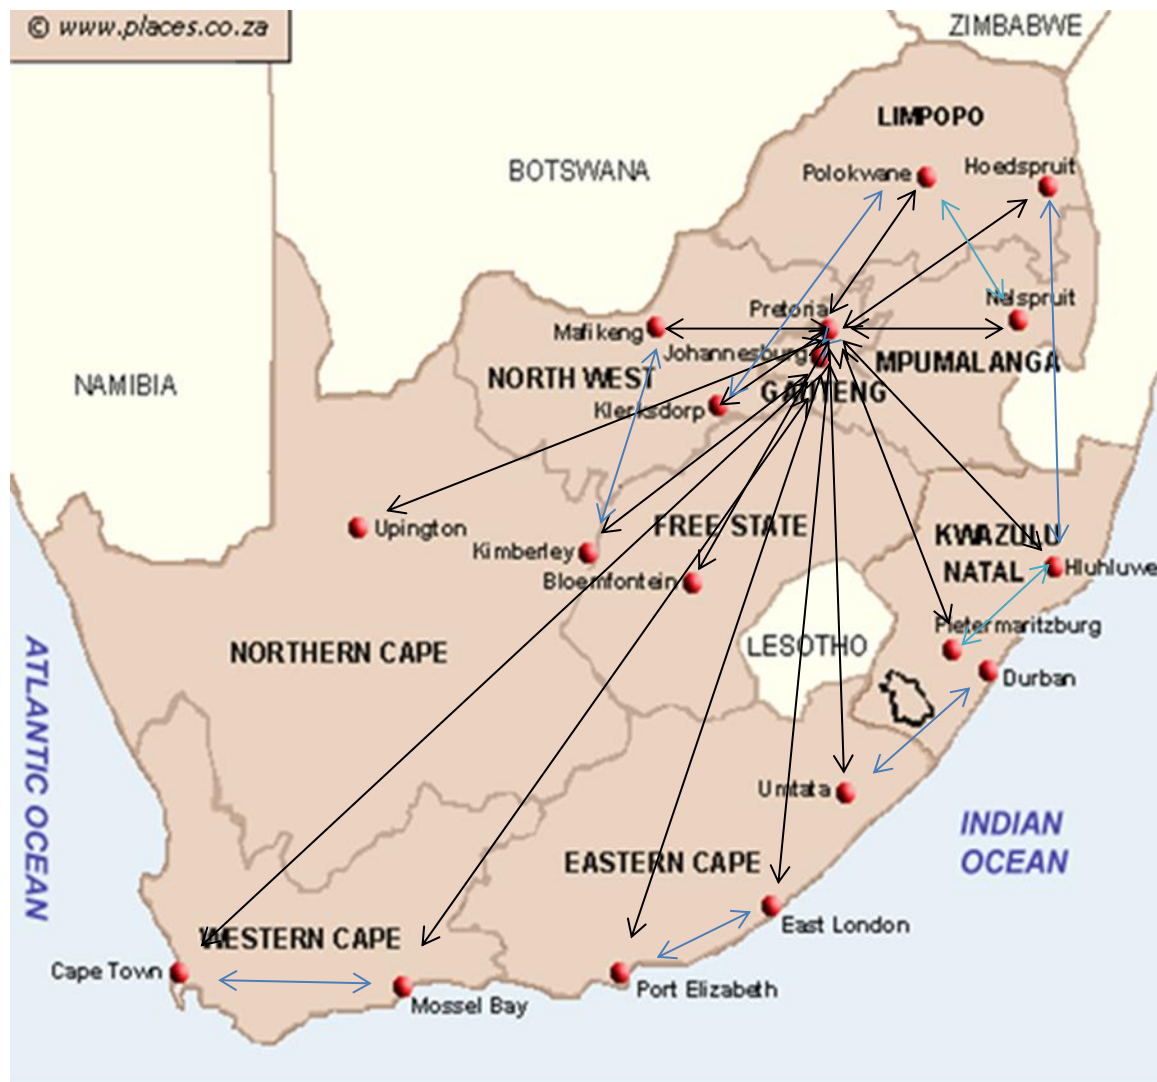 © www.places.co.za
ZIMBABWE
LIMPOPO
BOTSWANA
Polokwane
Hoedspruit
Pretoria
Nelspruit
Mafikeng
Johannesburg
NAMIBIA
NORTH WEST
MPUMALANGA
GAUTENG
Klerksdorp
Upington
FREE STATE
KWAZULU
NATAL
Kimberley
Bloemfontein
Hluhluwe
Pietermaritzburg
NORTHERN CAPE
LESOTHO
Durban
ATLANTIC OCEAN
Umtata
INDIAN
OCEAN
EASTERN CAPE
East London
WESTERN CAPE
Cape Town
Mossel Bay
Port Elizabeth